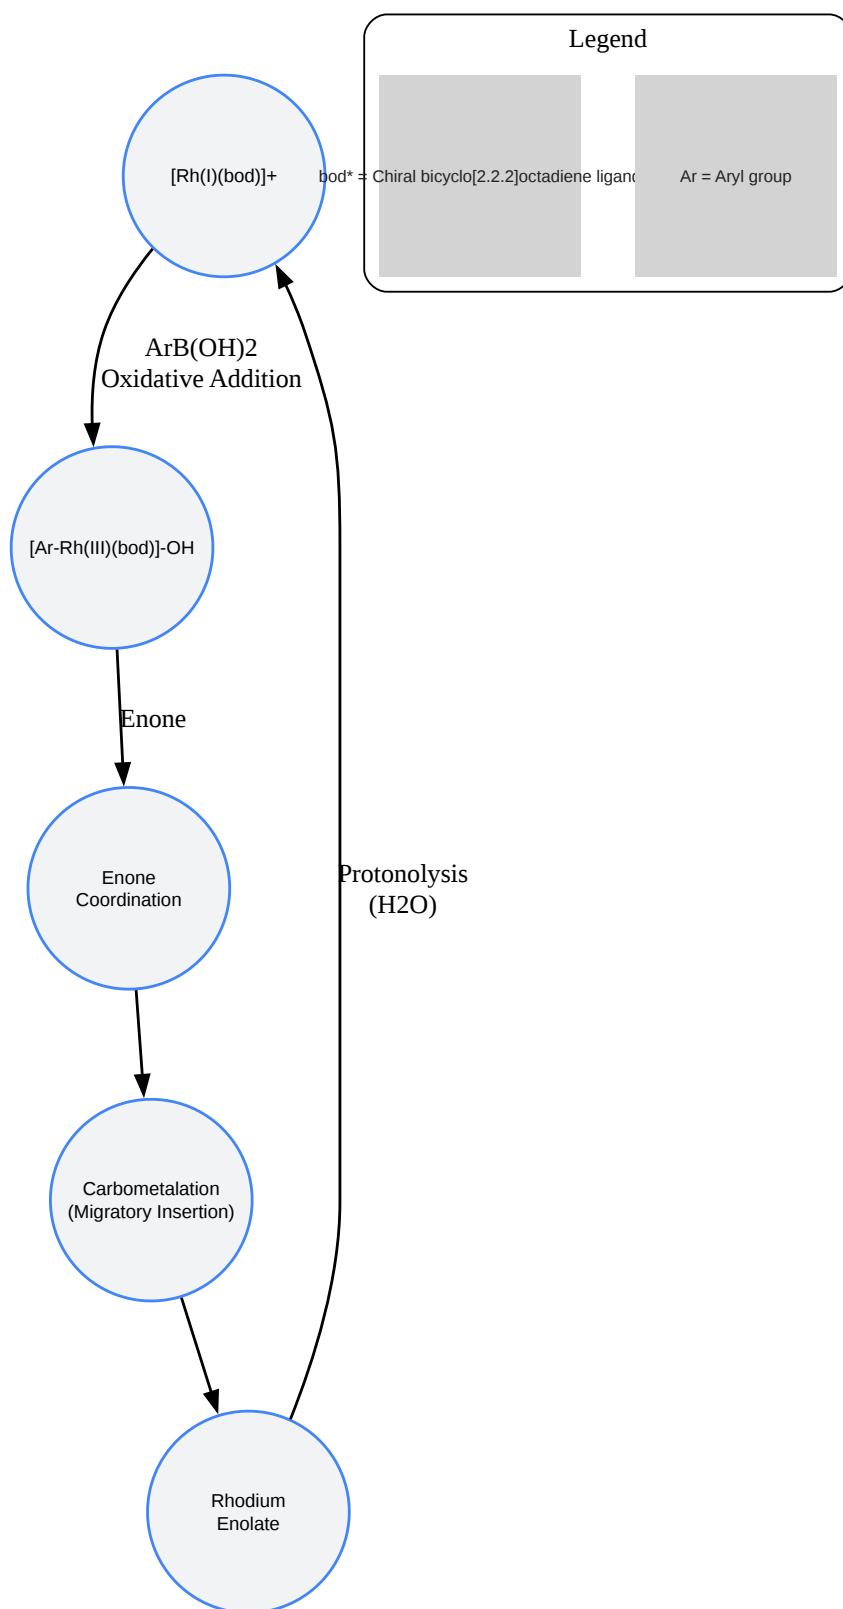 Legend
[Rh(I)(bod)]+
bod* = Chiral bicyclo[2.2.2]octadiene ligand
Ar = Aryl group
ArB(OH)2
Oxidative Addition
[Ar-Rh(III)(bod)]-OH
Enone
Enone
Coordination
Protonolysis
(H2O)
Carbometalation
(Migratory Insertion)
Rhodium
Enolate